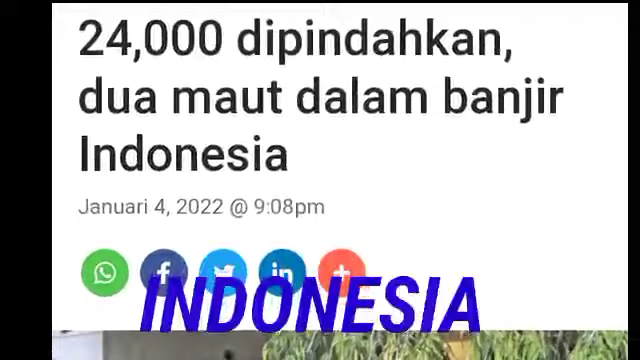 24,000 dipindahkan,
dua maut dalam banjir
Indonesia
Januari 4, 2022 @ 9:08pm
INDONESIA